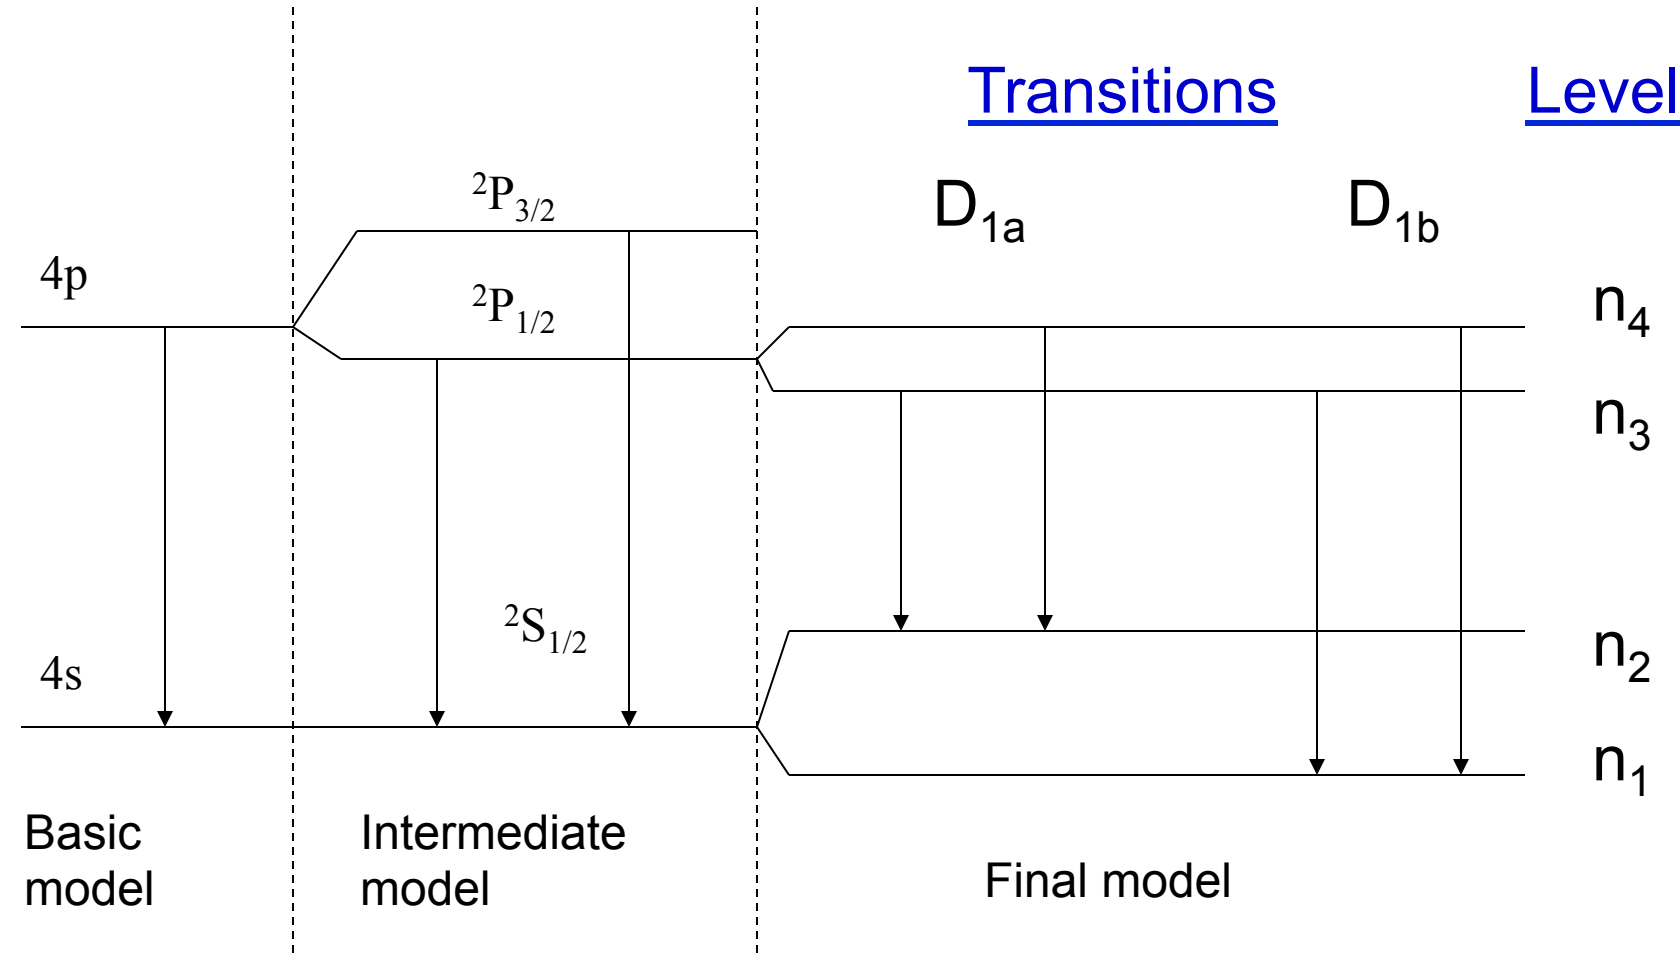 Transitions
Level
²P₃/₂
D₁ₐ
D₁b
4p
²P₁/₂
n₄
n₃
²S₁/₂
n₂
4s
n₁
Basic
model
Intermediate
model
Final model